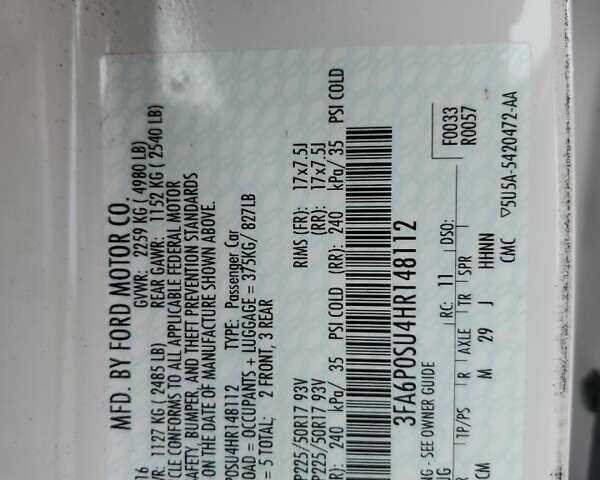 MFD. BY FORD MOTOR CO.
16 GVWR: 2259 KG ( 4980 LB)
WR: 1127 KG ( 2485 LB) REAR GAWR: 1152 KG ( 2540 LB)
CLE CONFORMS TO ALL APPLICABLE FEDERAL MOTOR
SAFETY, BUMPER, AND THEFT PREVENTION STANDARDS
ON THE DATE OF MANUFACTURE SHOWN ABOVE.
P0SU4HR148112 TYPE: Passenger Car
OAD = OCCUPANTS + LUGGAGE = 375KG/ 827LB
= 5 TOTAL; 2 FRONT, 3 REAR
P225/50R17 93V RIMS (FR): 17x7.5J
P225/50R17 93V (RR): 17x7.5J
R): 240 kPa/ 35 PSI COLD (RR): 240 kPa/ 35 PSI COLD
3FA6P0SU4HR148112
NG - SEE OWNER GUIDE F0033
UG RC: 11 DSO: R0057
TP/PS R AXLE TR SPR
M 29 J HHNN
CM CMC ▽5U5A-5420472-AA